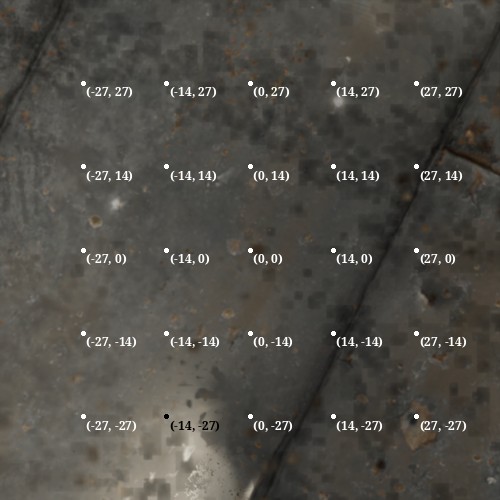 (-27, 27) (-14, 27) (0, 27) (14, 27) (27, 27)
(-27, 14) (-14, 14) (0, 14) (14, 14) (27, 14)
(-27, 0) (-14, 0) (0, 0) (14, 0) (27, 0)
(-27, -14) (-14, -14) (0, -14) (14, -14) (27, -14)
(-27, -27) (-14, -27) (0, -27) (14, -27) (27, -27)